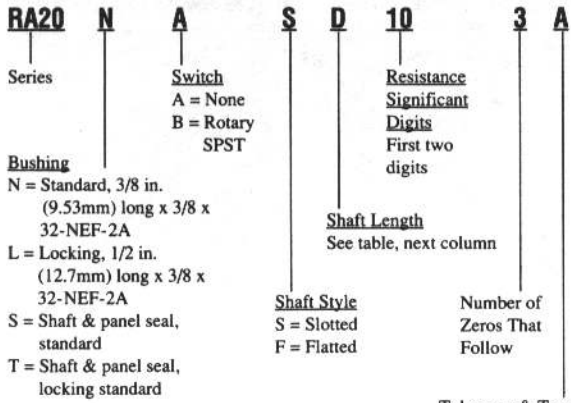 RA20 N A S D 10 3 A
Series
Switch
A = None
B = Rotary
SPST
Resistance
Significant
Digits
First two
digits
Bushing
N = Standard, 3/8 in.
(9.53mm) long x 3/8 x
32-NEF-2A
L = Locking, 1/2 in.
(12.7mm) long x 3/8 x
32-NEF-2A
S = Shaft & panel seal,
standard
T = Shaft & panel seal,
locking standard
Shaft Length
See table, next column
Shaft Style
S = Slotted
F = Flatted
Number of
Zeros That
Follow